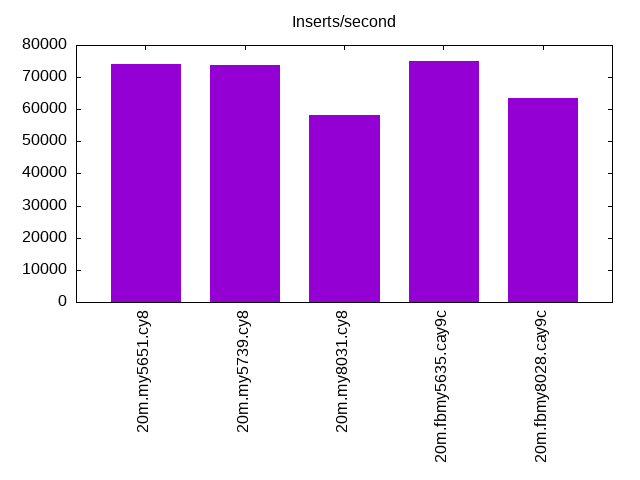 Inserts/second
80000
70000
60000
50000
40000
30000
20000
10000
0
20m.my5651.cy8
20m.my5739.cy8
20m.my8031.cy8
20m.fbmy5635.cay9c
20m.fbmy8028.cay9c